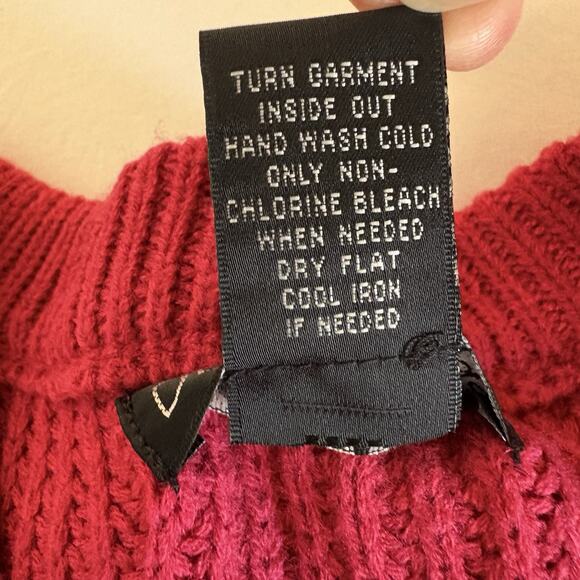 TURN GARMENT
INSIDE OUT
HAND WASH COLD
ONLY NON-
CHLORINE BLEACH
WHEN NEEDED
DRY FLAT
COOL IRON
IF NEEDED